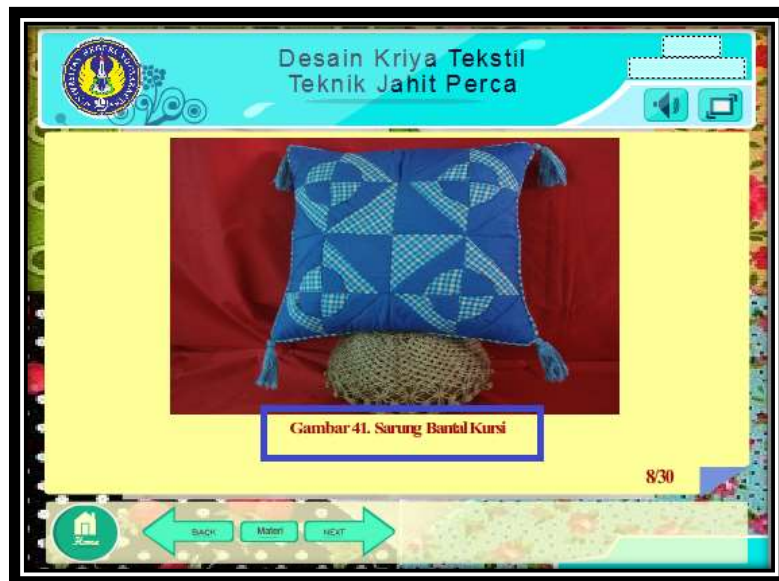 Desain Kriya Tekstil
Teknik Jahit Perca
Gambar 41. Sarung Bantal Kursi
8/30
Home
BACK
Materi
NEXT